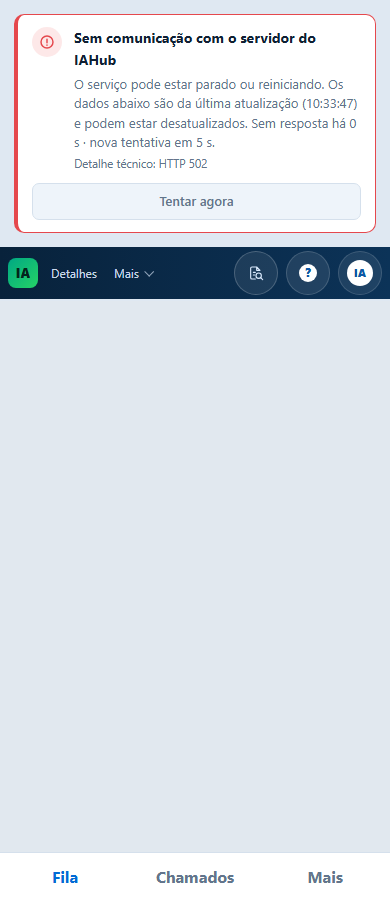 Sem comunicação com o servidor do
IAHub
O serviço pode estar parado ou reiniciando. Os
dados abaixo são da última atualização (10:33:47)
e podem estar desatualizados. Sem resposta há 0
s · nova tentativa em 5 s.
Detalhe técnico: HTTP 502
Tentar agora
IA Detalhes Mais ? IA
Fila Chamados Mais